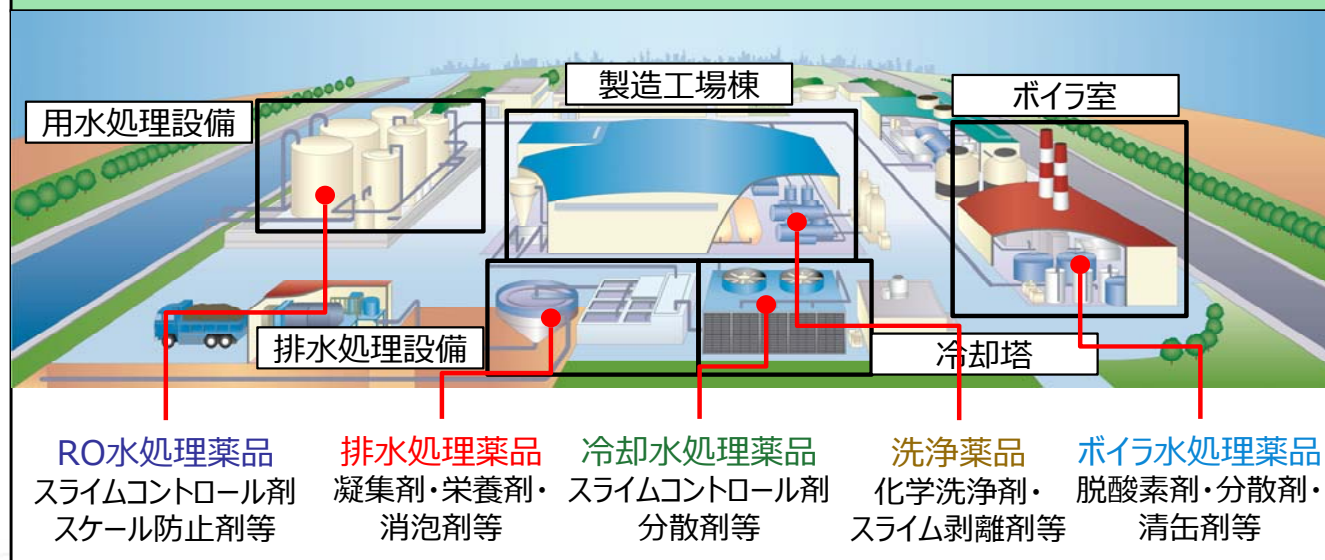 製造工場棟
ボイラ室
用水処理設備
排水処理設備
冷却塔
RO水処理薬品
スライムコントロール剤
スケール防止剤等
排水処理薬品
凝集剤・栄養剤・
消泡剤等
冷却水処理薬品
スライムコントロール剤
分散剤等
洗浄薬品
化学洗浄剤・
スライム剥離剤等
ボイラ水処理薬品
脱酸素剤・分散剤・
清缶剤等